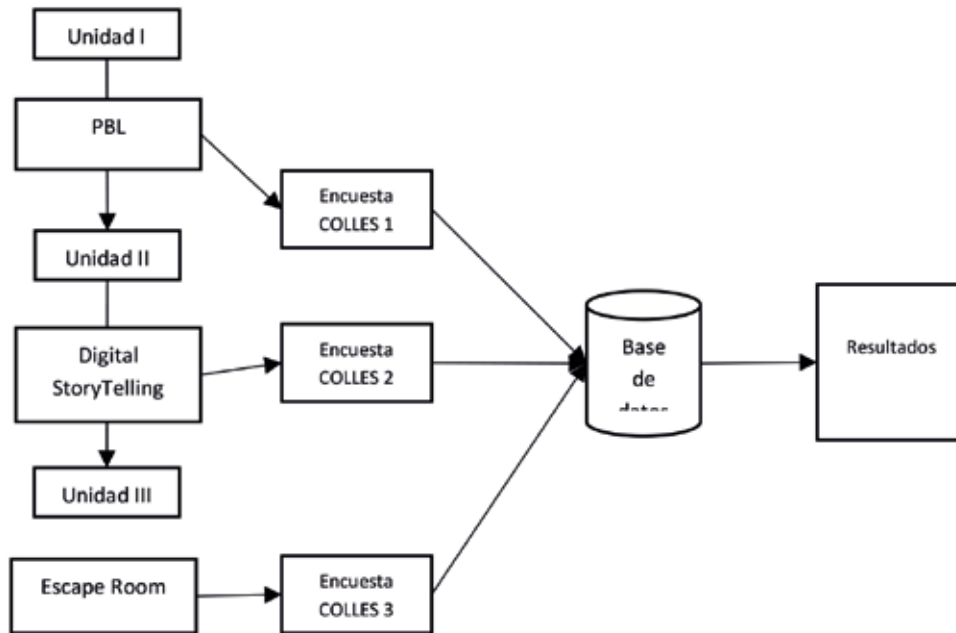 Unidad I
PBL
Encuesta
COLLES 1
Unidad II
Digital
StoryTelling
Encuesta
COLLES 2
Base
de
datos
Resultados
Unidad III
Escape Room
Encuesta
COLLES 3